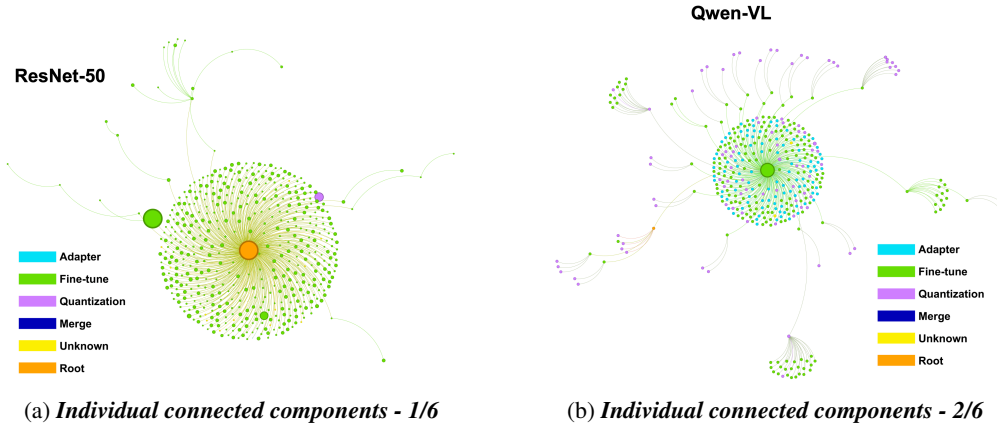 ResNet-50
Adapter
Fine-tune
Quantization
Merge
Unknown
Root
(a) Individual connected components - 1/6
Qwen-VL
Adapter
Fine-tune
Quantization
Merge
Unknown
Root
(b) Individual connected components - 2/6